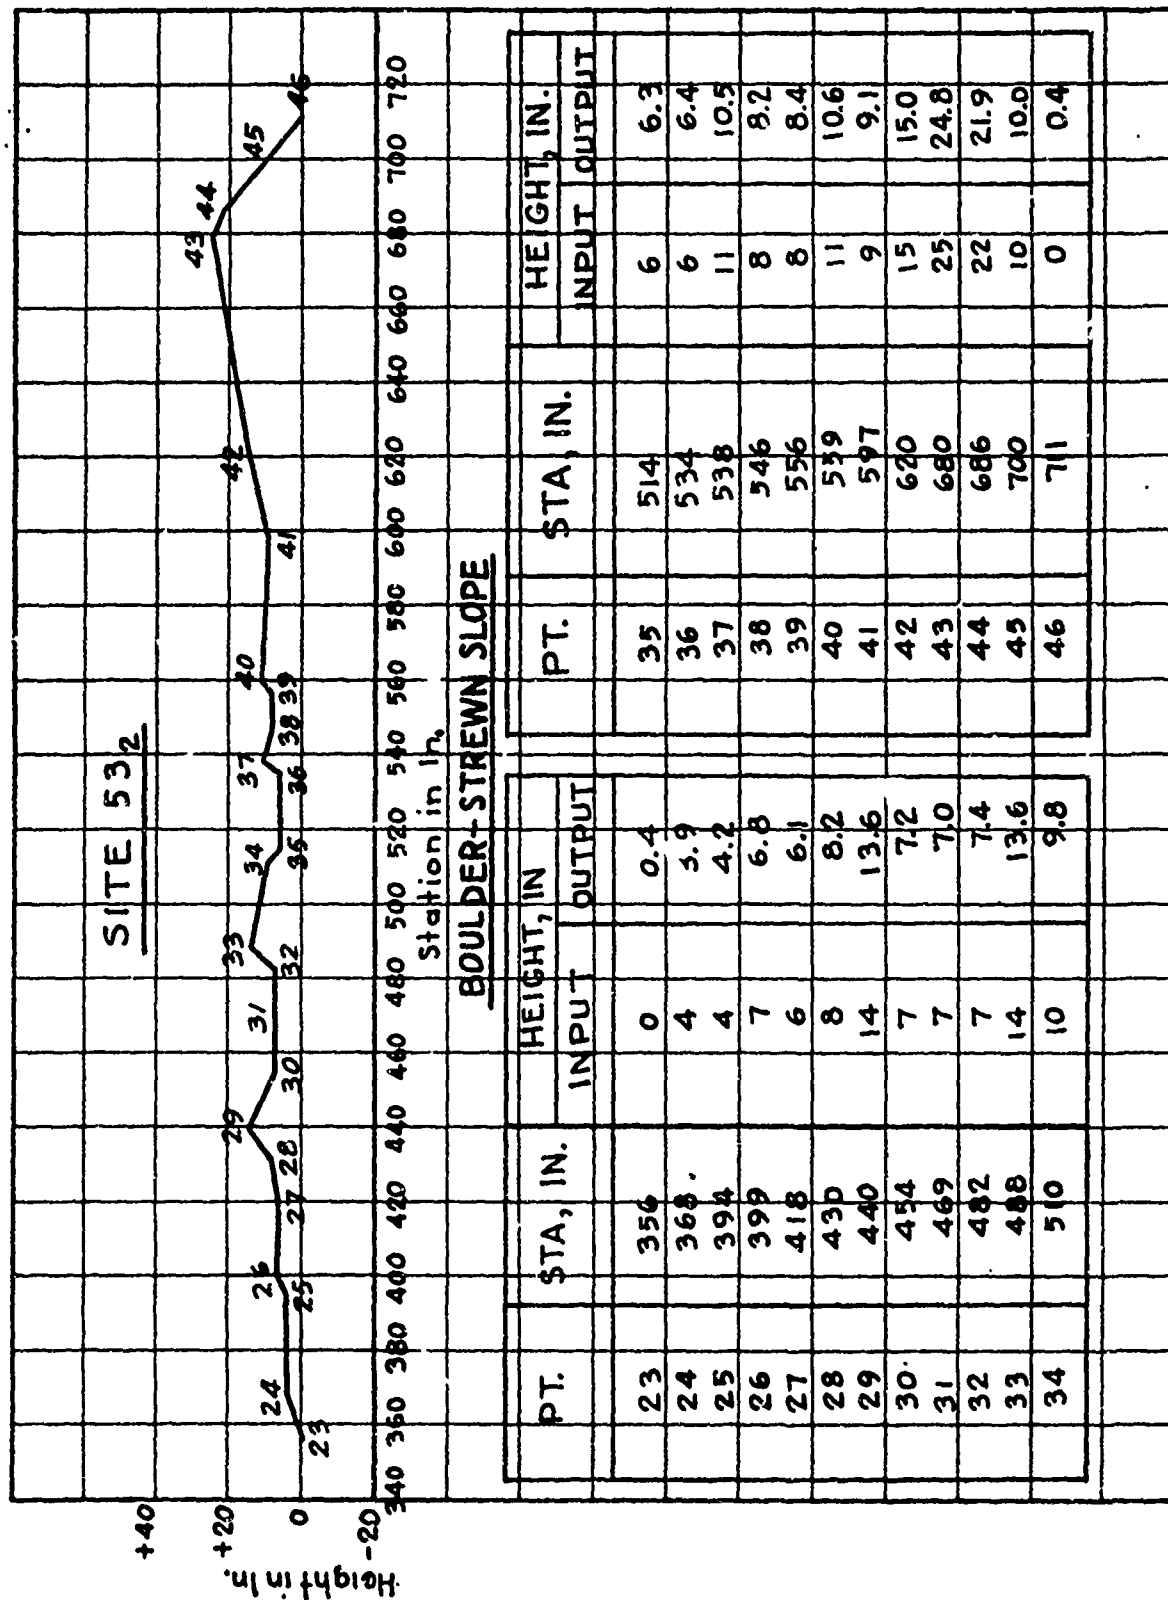 SITE 53₂
+40
+20
0
-20
Height in In.
23 24 25 26 27 28 29 30 31 32 33 34 35 36 37 38 39 40 41 42 43 44 45 46
340 360 380 400 420 440 460 480 500 520 540 560 580 600 620 640 660 680 700 720
Station in In.
BOULDER-STREWN SLOPE
PT. STA, IN. HEIGHT, IN
INPUT OUTPUT
23 356 0 0.4
24 368. 4 3.9
25 394 4 4.2
26 399 7 6.8
27 418 6 6.1
28 430 8 8.2
29 440 14 13.6
30. 454 7 7.2
31 469 7 7.0
32 482 7 7.4
33 488 14 13.6
34 510 10 9.8
PT. STA, IN. HEIGHT, IN.
INPUT OUTPUT
35 514 6 6.3
36 534 6 6.4
37 538 11 10.5
38 546 8 8.2
39 556 8 8.4
40 559 11 10.6
41 597 9 9.1
42 620 15 15.0
43 680 25 24.8
44 686 22 21.9
45 700 10 10.0
46 711 0 0.4